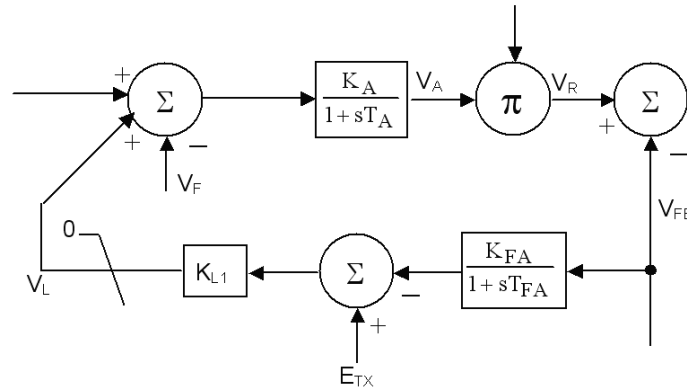 +
Σ
+
−
V_F
K_A
1+sT_A
V_A
π
V_R
+
Σ
−
V_FE
0
V_L
K_L1
Σ
−
+
E_TX
K_FA
1+sT_FA